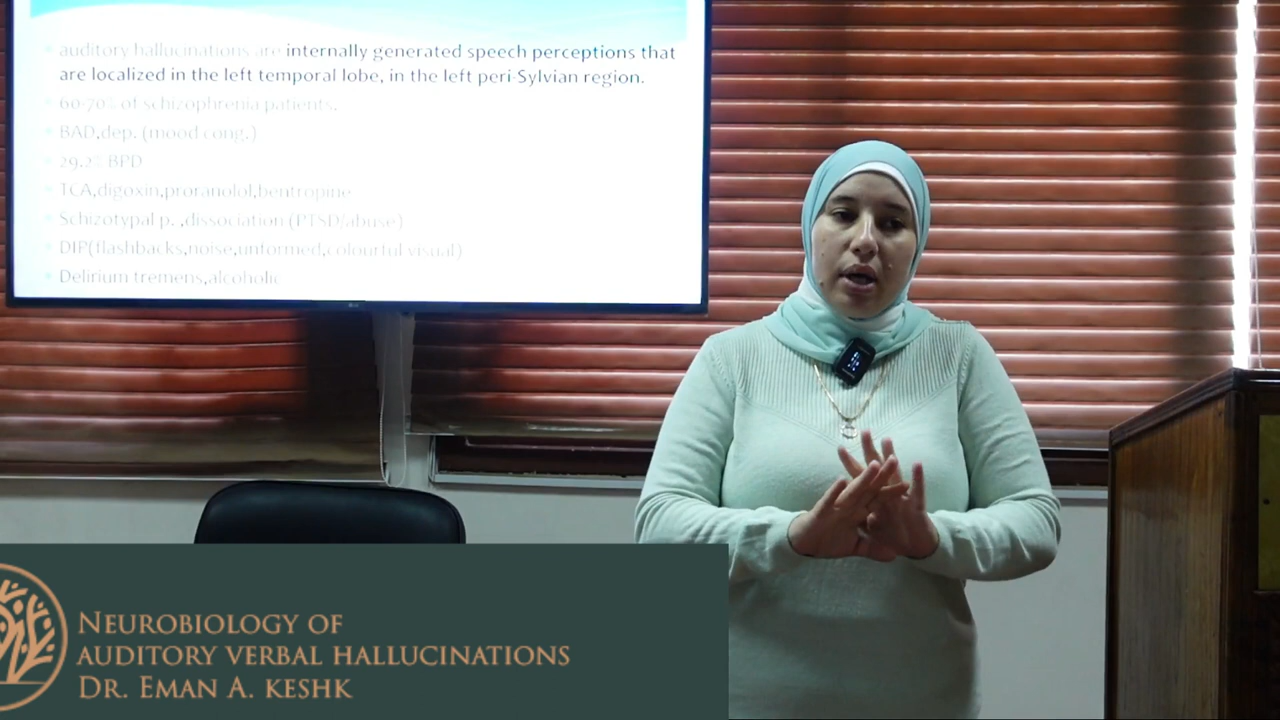 auditory hallucinations are internally generated speech perceptions that
are localized in the left temporal lobe, in the left peri-Sylvian region.
60-70% of schizophrenia patients.
BAD,dep. (mood cong.)
29.2% BPD
TCA,digoxin,proranolol,bentropine
Schizotypal p. ,dissociation (PTSD/abuse)
DIP(flashbacks,noise,unformed,colourful visual)
Delirium tremens,alcoholic
NEUROBIOLOGY OF
AUDITORY VERBAL HALLUCINATIONS
DR. EMAN A. KESHK